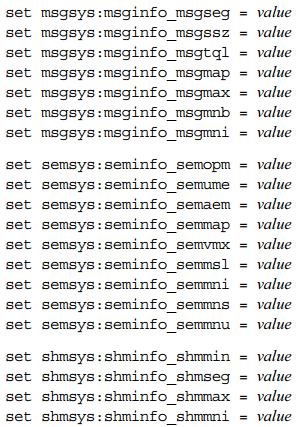 set msgsys:msginfo_msgseg = value
set msgsys:msginfo_msgssz = value
set msgsys:msginfo_msgtql = value
set msgsys:msginfo_msgmap = value
set msgsys:msginfo_msgmax = value
set msgsys:msginfo_msgmnb = value
set msgsys:msginfo_msgmni = value
set semsys:seminfo_semopm = value
set semsys:seminfo_semume = value
set semsys:seminfo_semaem = value
set semsys:seminfo_semmap = value
set semsys:seminfo_semvmx = value
set semsys:seminfo_semmsl = value
set semsys:seminfo_semmni = value
set semsys:seminfo_semmns = value
set semsys:seminfo_semmnu = value
set shmsys:shminfo_shmmin = value
set shmsys:shminfo_shmseg = value
set shmsys:shminfo_shmmax = value
set shmsys:shminfo_shmmni = value